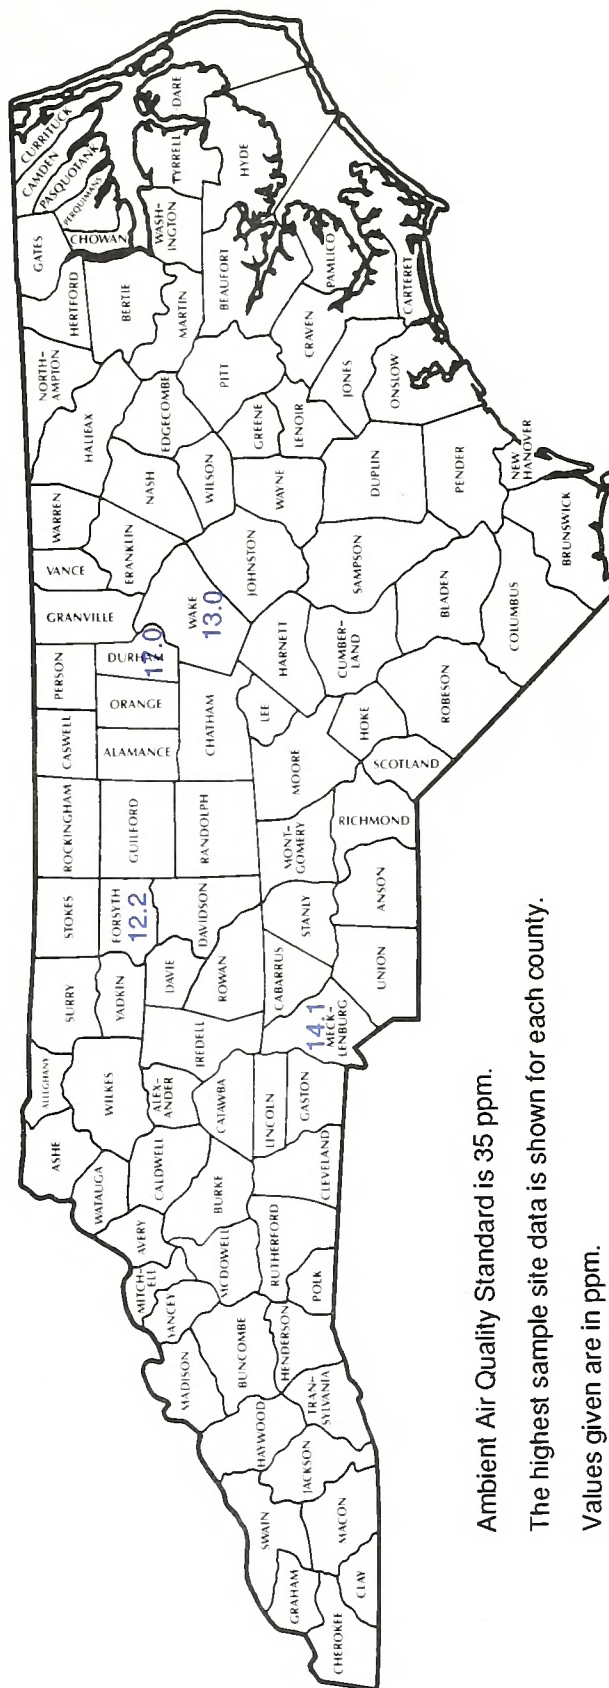 CURRITUCK
CAMDEN
PASQUOTANK
PERQUIMANS
GATES
CHOWAN
HERTFORD
NORTH-
AMPTON
BERTIE
HALIFAX
WARREN
VANCE
GRANVILLE
PERSON
CASWELL
ROCKINGHAM
STOKES
SURRY
ALLEGHANY
ASHE
WATAUGA
WILKES
YADKIN
FORSYTH
12.2
GUILFORD
ALAMANCE
ORANGE
DURHAM
17.0
FRANKLIN
NASH
EDGECOMBE
MARTIN
WASH-
INGTON
TYRRELL
DARE
HYDE
BEAUFORT
PITT
WILSON
WAKE
13.0
CHATHAM
RANDOLPH
DAVIDSON
DAVIE
IREDELL
ALEX-
ANDER
CALDWELL
AVERY
MITCH-
ELL
YANCEY
MADISON
BUNCOMBE
MCDOWELL
BURKE
CATAWBA
ROWAN
JOHNSTON
WAYNE
GREENE
LENOIR
CRAVEN
PAMLICO
CARTERET
JONES
ONSLOW
DUPLIN
SAMPSON
HARNETT
LEE
MOORE
MONT-
GOMERY
STANLY
CABARRUS
14.1
MECK-
LENBURG
LINCOLN
GASTON
CLEVELAND
RUTHERFORD
POLK
HENDERSON
TRAN-
SYLVANIA
HAYWOOD
JACKSON
SWAIN
MACON
GRAHAM
CLAY
CHEROKEE
UNION
ANSON
RICHMOND
SCOTLAND
HOKE
CUMBER-
LAND
ROBESON
BLADEN
COLUMBUS
BRUNSWICK
NEW
HANOVER
PENDER
Ambient Air Quality Standard is 35 ppm.
The highest sample site data is shown for each county.
Values given are in ppm.